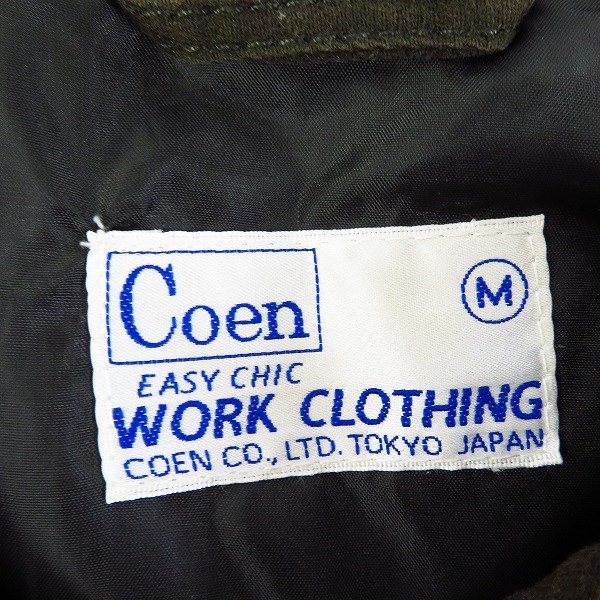 Coen
M
EASY CHIC
WORK CLOTHING
COEN CO., LTD. TOKYO JAPAN